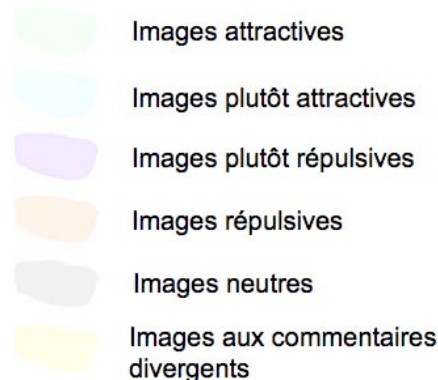 Images attractives
Images plutôt attractives
Images plutôt répulsives
Images répulsives
Images neutres
Images aux commentaires
divergents